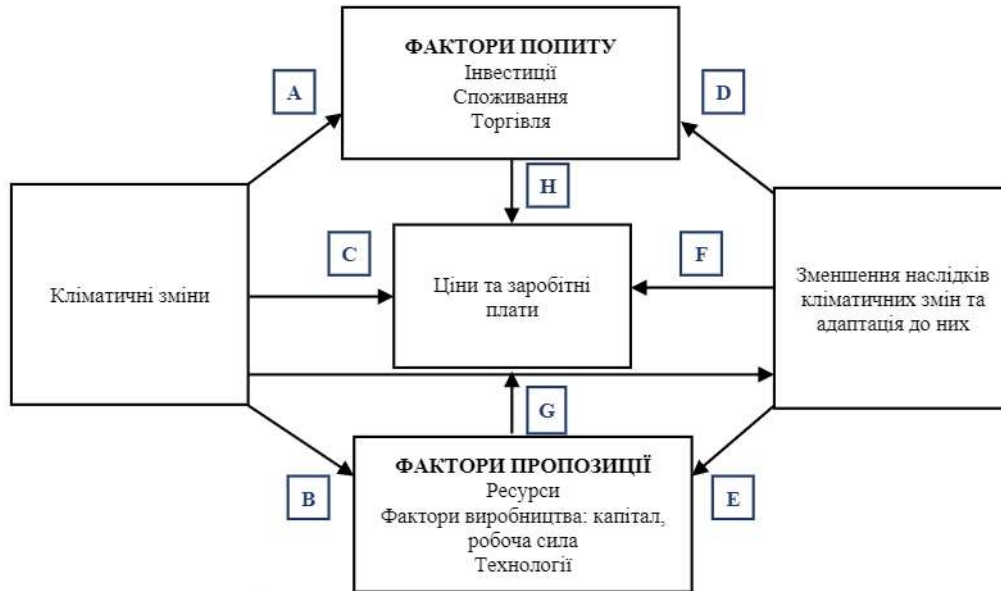 ФАКТОРИ ПОПИТУ
Інвестиції
Споживання
Торгівля
A
D
H
C
F
Кліматичні зміни
Ціни та заробітні
плати
Зменшення наслідків
кліматичних змін та
адаптація до них
G
B
E
ФАКТОРИ ПРОПОЗИЦІЇ
Ресурси
Фактори виробництва: капітал,
робоча сила
Технології